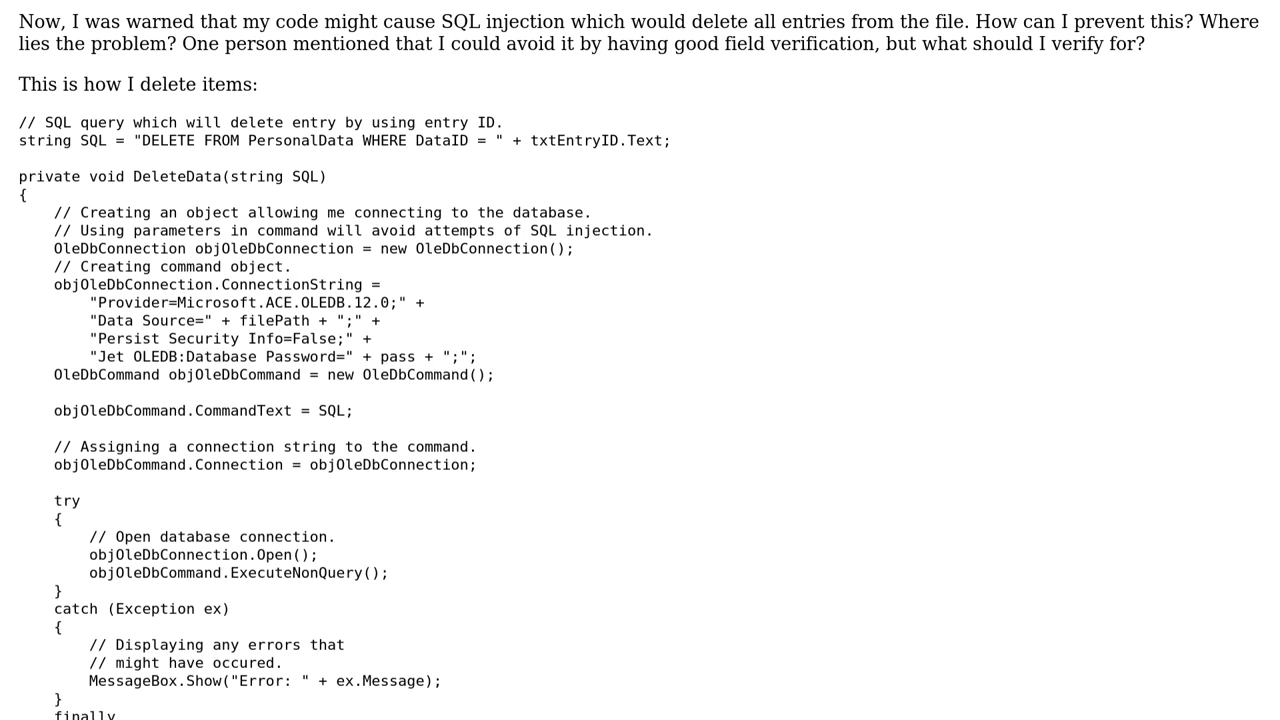 Now, I was warned that my code might cause SQL injection which would delete all entries from the file. How can I prevent this? Where
lies the problem? One person mentioned that I could avoid it by having good field verification, but what should I verify for?
This is how I delete items:
// SQL query which will delete entry by using entry ID.
string SQL = "DELETE FROM PersonalData WHERE DataID = " + txtEntryID.Text;
private void DeleteData(string SQL)
{
    // Creating an object allowing me connecting to the database.
    // Using parameters in command will avoid attempts of SQL injection.
    OleDbConnection objOleDbConnection = new OleDbConnection();
    // Creating command object.
    objOleDbConnection.ConnectionString =
        "Provider=Microsoft.ACE.OLEDB.12.0;" +
        "Data Source=" + filePath + ";" +
        "Persist Security Info=False;" +
        "Jet OLEDB:Database Password=" + pass + ";";
    OleDbCommand objOleDbCommand = new OleDbCommand();
    objOleDbCommand.CommandText = SQL;
    // Assigning a connection string to the command.
    objOleDbCommand.Connection = objOleDbConnection;
    try
    {
        // Open database connection.
        objOleDbConnection.Open();
        objOleDbCommand.ExecuteNonQuery();
    }
    catch (Exception ex)
    {
        // Displaying any errors that
        // might have occured.
        MessageBox.Show("Error: " + ex.Message);
    }
    finally